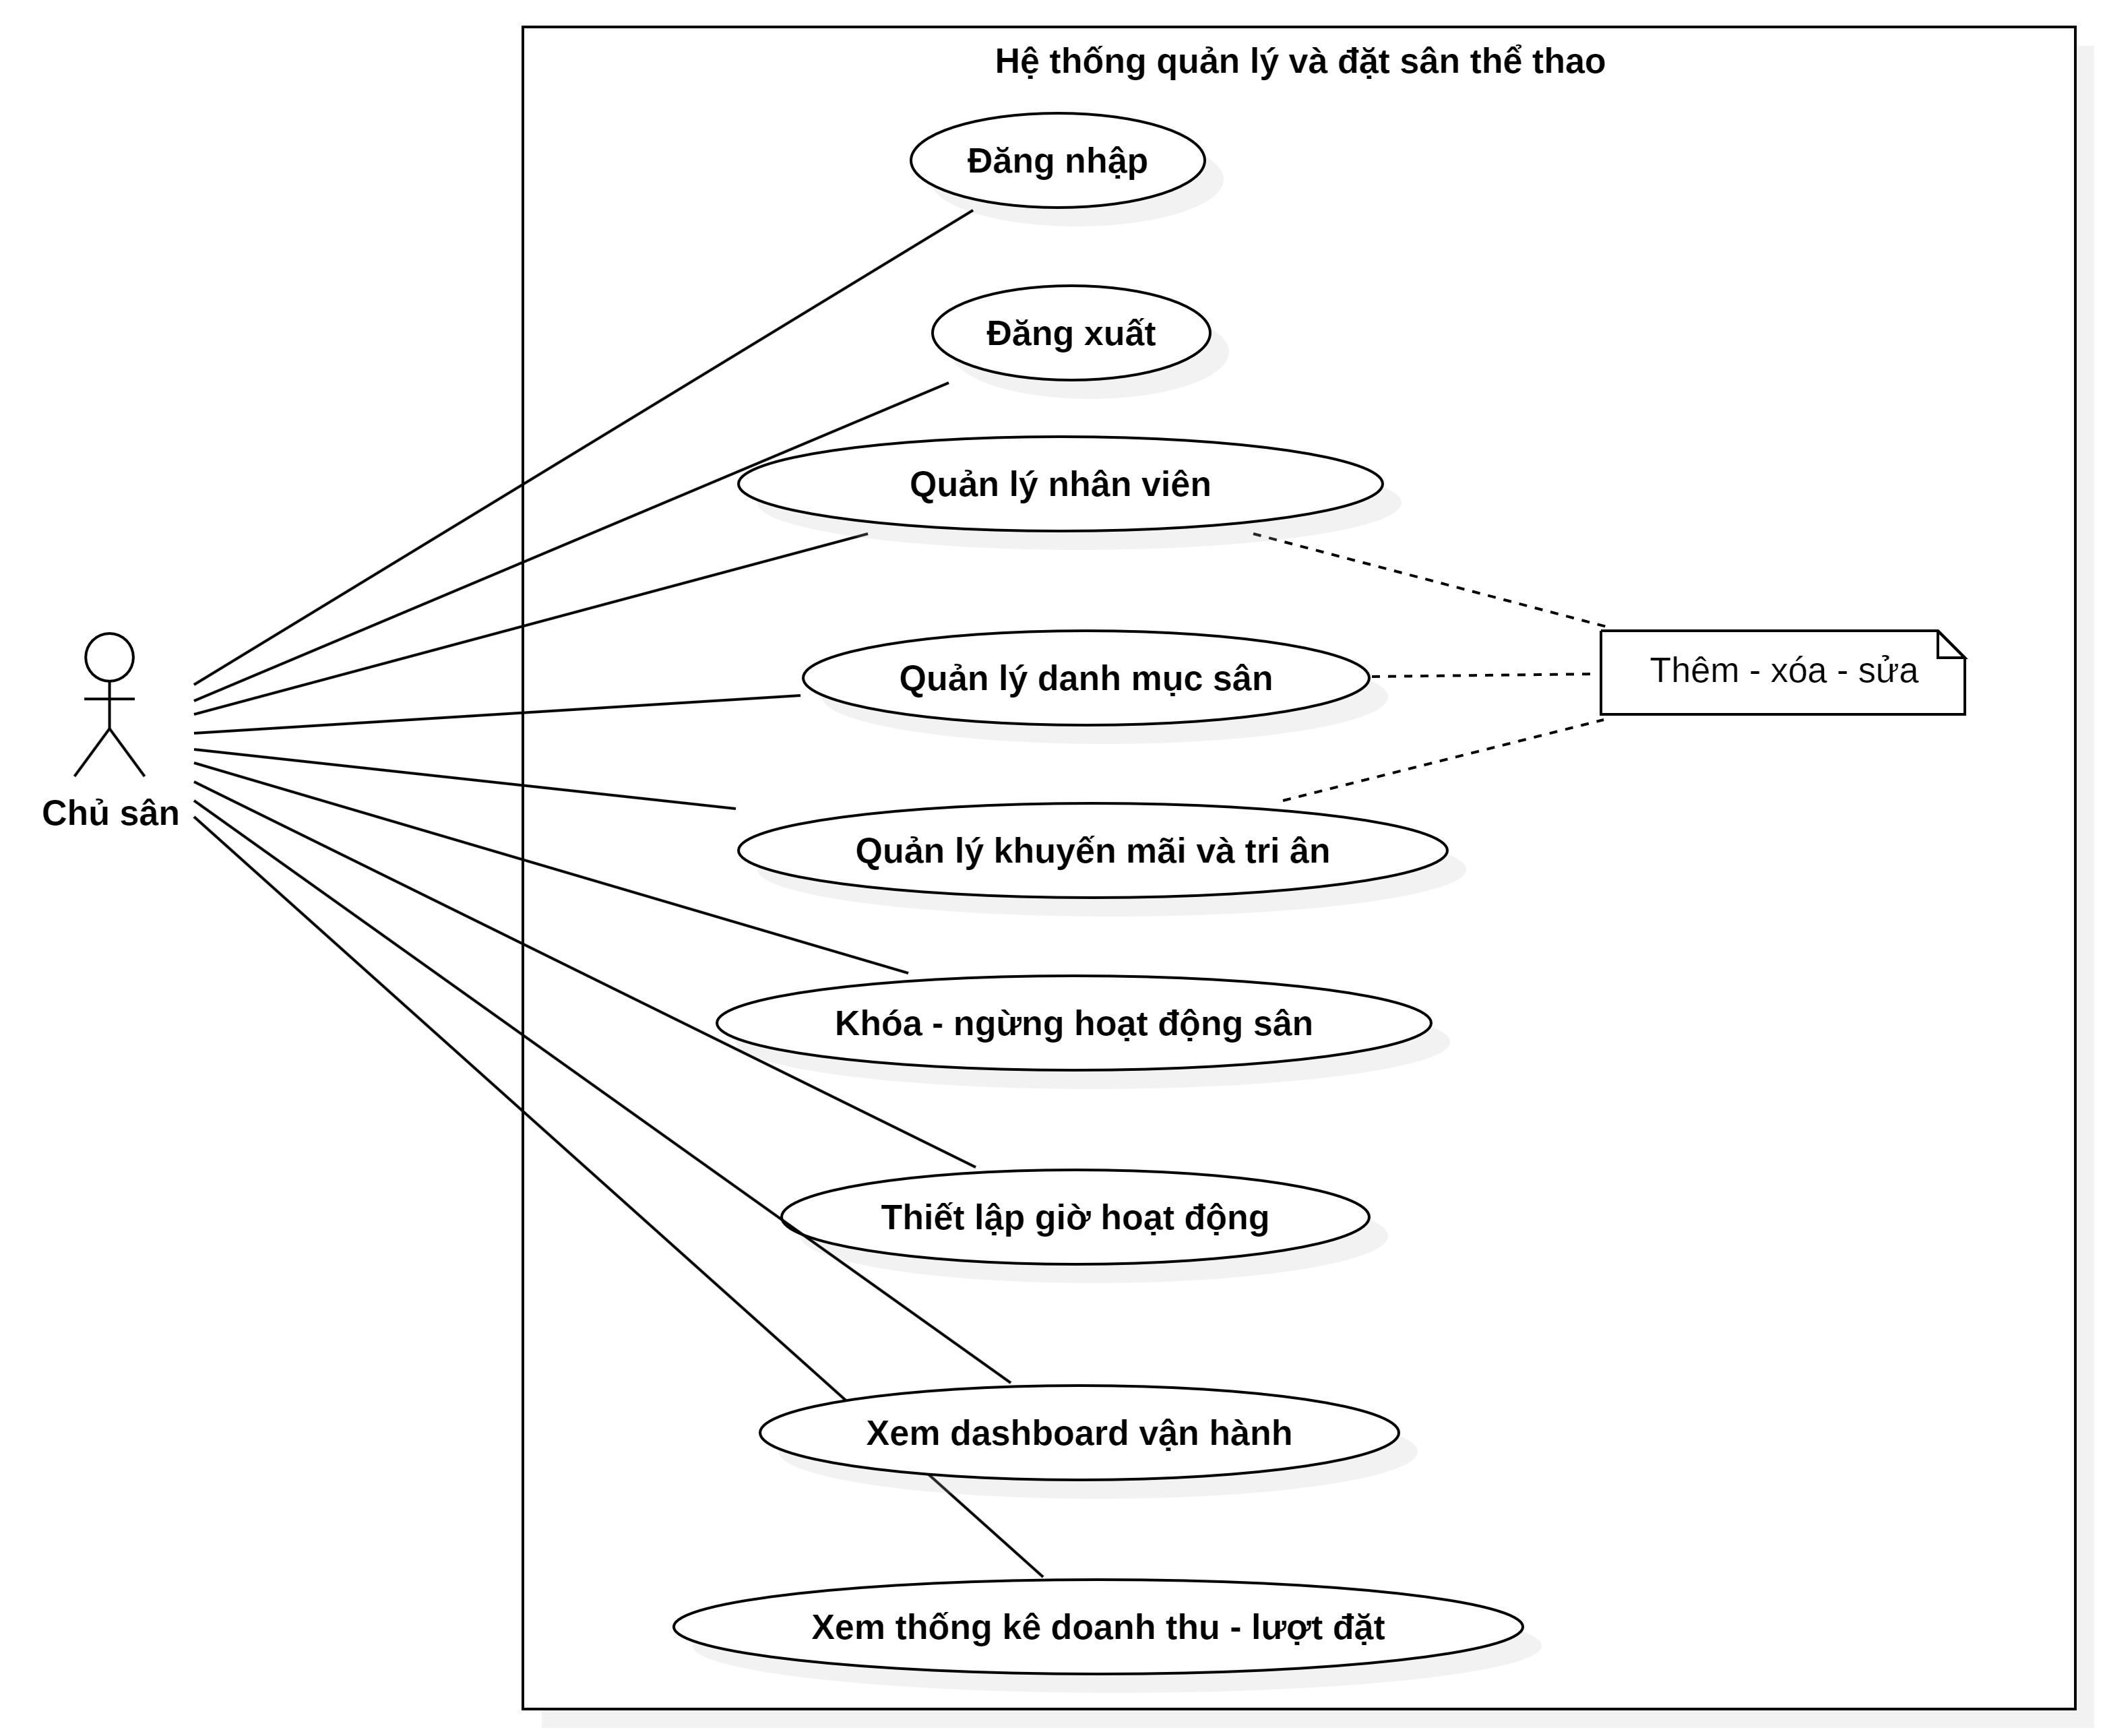 Hệ thống quản lý và đặt sân thể thao
Đăng nhập
Đăng xuất
Quản lý nhân viên
Quản lý danh mục sân
Thêm - xóa - sửa
Chủ sân
Quản lý khuyến mãi và tri ân
Khóa - ngừng hoạt động sân
Thiết lập giờ hoạt động
Xem dashboard vận hành
Xem thống kê doanh thu - lượt đặt